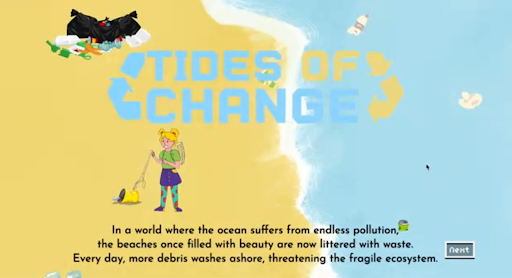 TIDES OF
CHANGE
In a world where the ocean suffers from endless pollution,
the beaches once filled with beauty are now littered with waste.
Every day, more debris washes ashore, threatening the fragile ecosystem.
Next